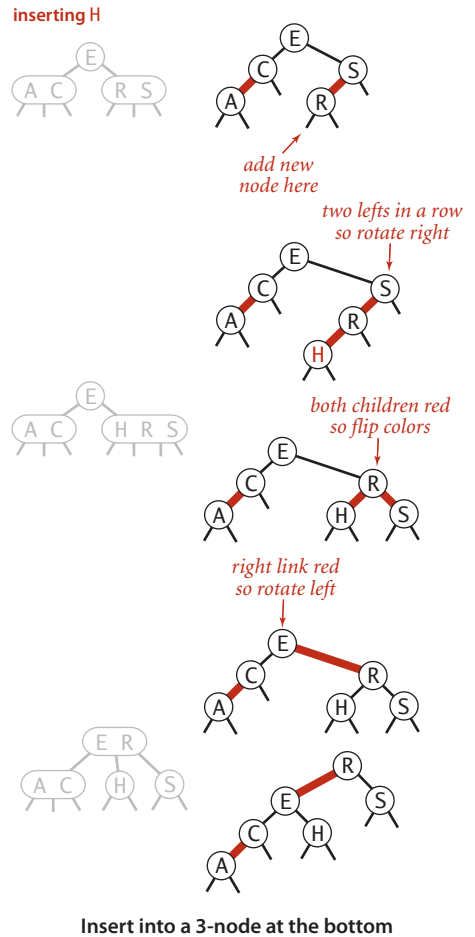 inserting H
E
E
A C
R S
C
S
A
R
add new
node here
two lefts in a row
so rotate right
E
C
S
A
R
H
E
A C
H R S
both children red
so flip colors
E
C
R
A
H
S
right link red
so rotate left
E
C
R
A
H
S
E R
A C
H
S
R
E
S
C
H
A
Insert into a 3-node at the bottom